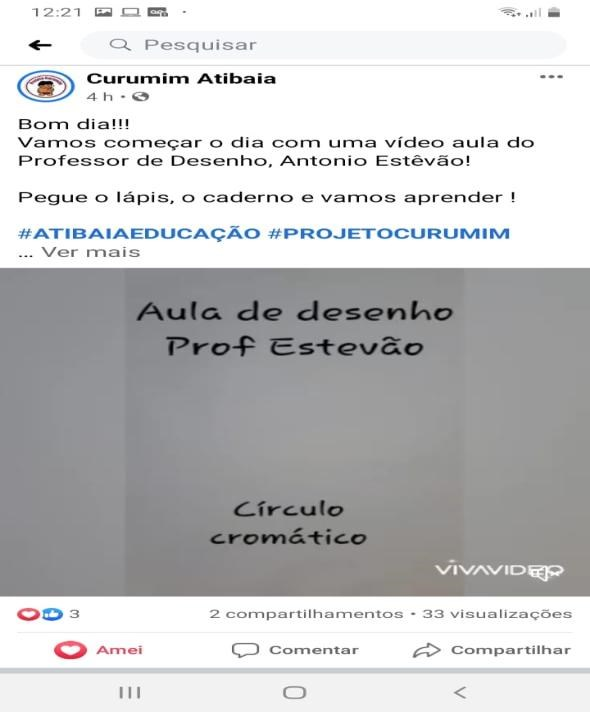 12:21
Pesquisar
Curumim Atibaia
4 h
Bom dia!!!
Vamos começar o dia com uma vídeo aula do
Professor de Desenho, Antonio Estêvão!
Pegue o lápis, o caderno e vamos aprender !
#ATIBAIAEDUCAÇÃO #PROJETOCURUMIM
... Ver mais
Aula de desenho
Prof Estevão
Círculo
cromático
VIVAVIDEO
3
2 compartilhamentos • 33 visualizações
Amei
Comentar
Compartilhar